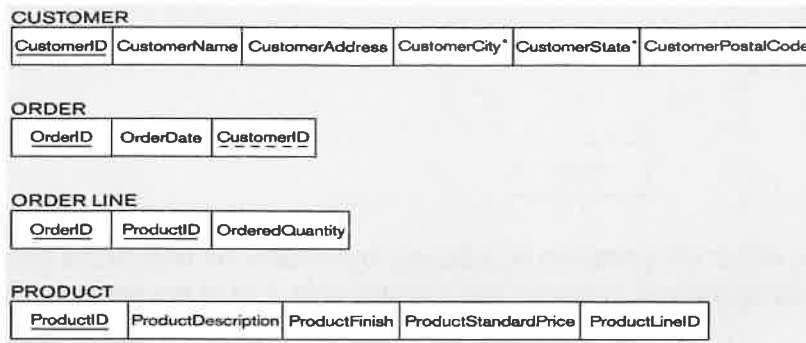 CUSTOMER
CustomerID CustomerName CustomerAddress CustomerCity* CustomerState* CustomerPostalCode
ORDER
OrderID OrderDate CustomerID
ORDER LINE
OrderID ProductID OrderedQuantity
PRODUCT
ProductID ProductDescription ProductFinish ProductStandardPrice ProductLineID